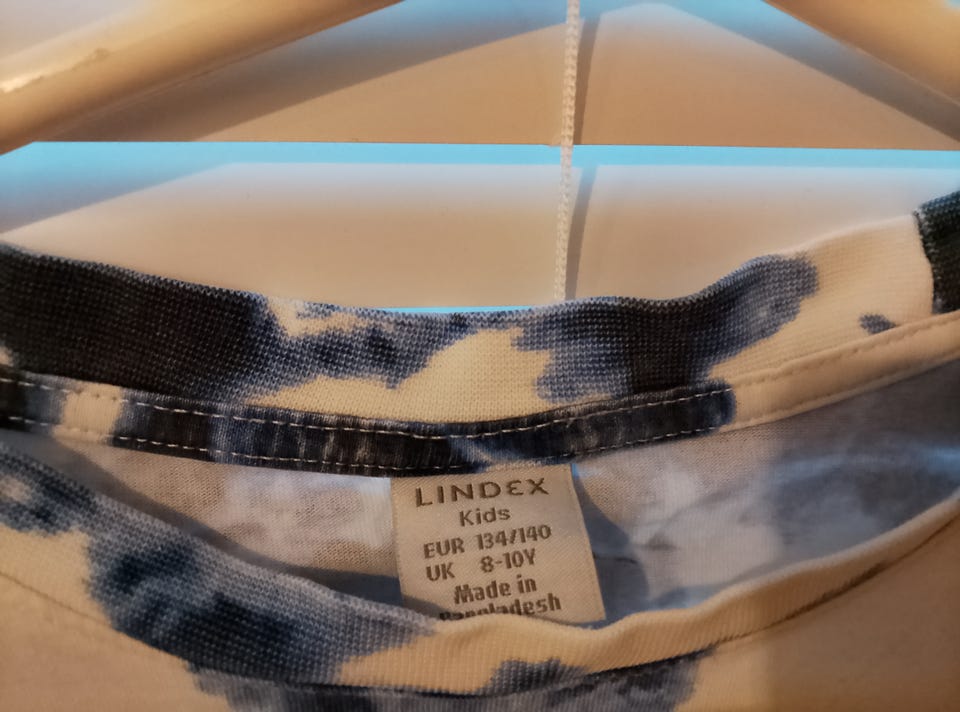 LINDEX
Kids
EUR 134/140
UK 8-10Y
Made in
Bangladesh